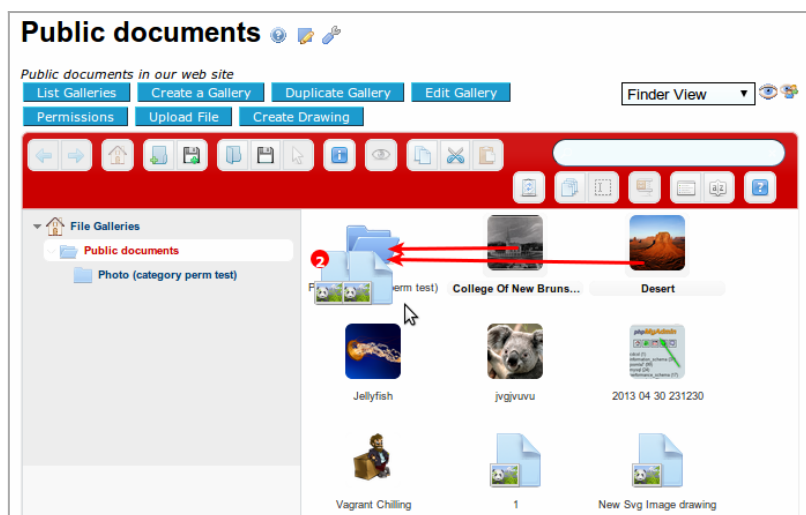 Public documents
Public documents in our web site
List Galleries Create a Gallery Duplicate Gallery Edit Gallery
Finder View
Permissions Upload File Create Drawing
File Galleries
Public documents
Photo (category perm test)
2
P perm test) College Of New Bruns... Desert
phpMyAdmin
Jellyfish jvgjvuvu 2013 04 30 231230
Vagrant Chilling 1 New Svg Image drawing